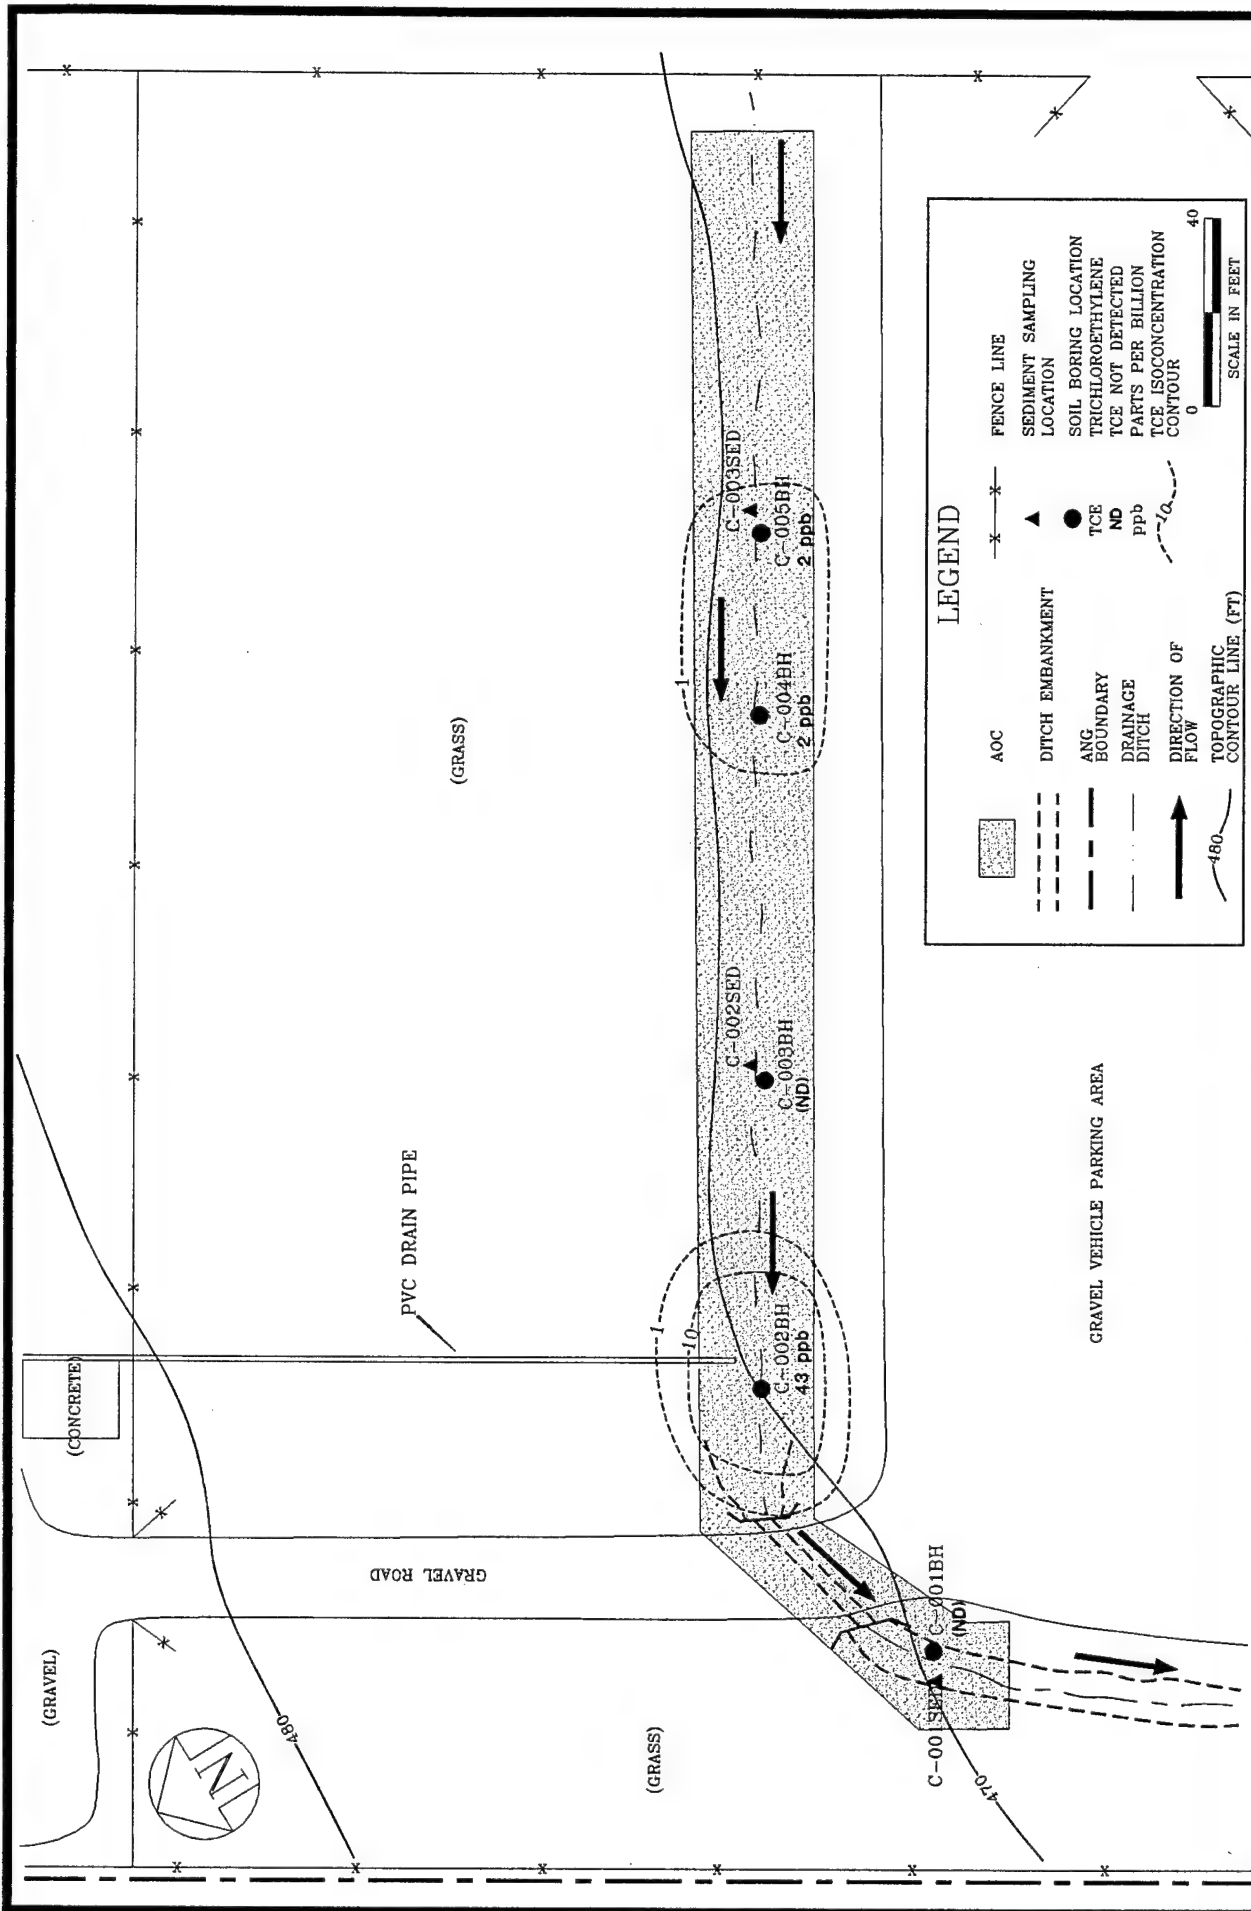 (CONCRETE)
(GRAVEL)
GRAVEL ROAD
N
480
PVC DRAIN PIPE
(GRASS)
(GRASS)
C-003SED
C-005BH
2 ppb
1
C-004BH
2 ppb
C-002SED
C-003BH
(ND)
1
10
C-002BH
43 ppb
C-001BH
(ND)
C-001SED
470
GRAVEL VEHICLE PARKING AREA
LEGEND
AOC
DITCH EMBANKMENT
ANG
BOUNDARY
DRAINAGE
DITCH
DIRECTION OF
FLOW
480
TOPOGRAPHIC
CONTOUR LINE (FT)
FENCE LINE
SEDIMENT SAMPLING
LOCATION
SOIL BORING LOCATION
TCE TRICHLOROETHYLENE
ND TCE NOT DETECTED
ppb PARTS PER BILLION
10 TCE ISOCONCENTRATION
CONTOUR
0 40
SCALE IN FEET